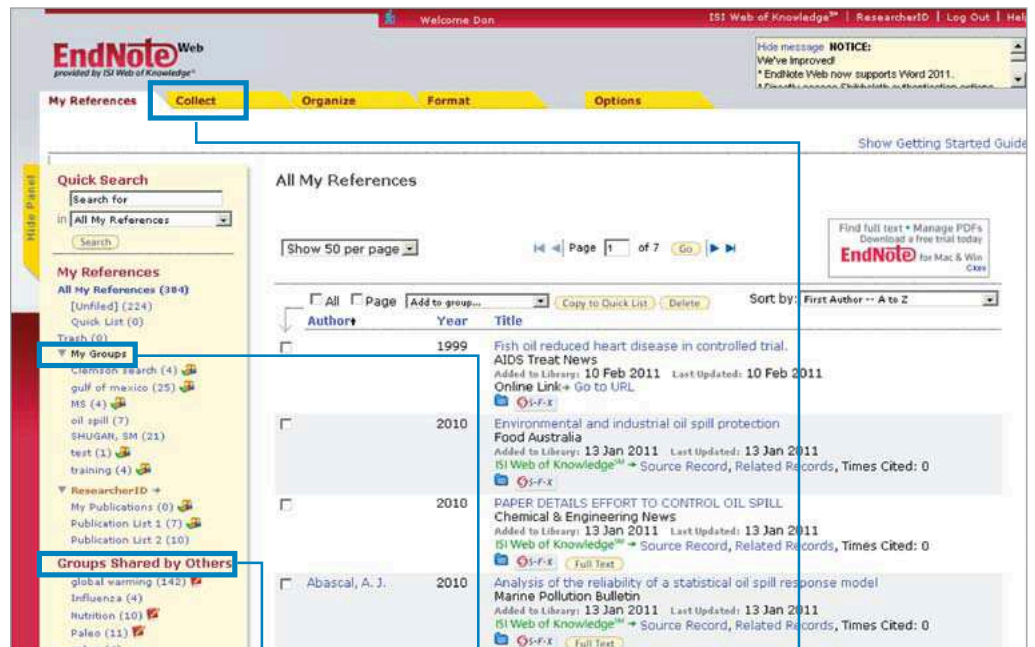 Welcome Don
ISI Web of Knowledge℠ | ResearcherID | Log Out | Hel
EndNote Web
provided by ISI Web of Knowledge℠
Hide message NOTICE:
We've Improved!
* EndNote Web now supports Word 2011.
My References Collect Organize Format Options
Show Getting Started Guide
Hide Panel
Quick Search
Search for
in All My References
Search
My References
All My References (384)
[Unfiled] (224)
Quick List (0)
Trash (0)
▼ My Groups
Clemson search (4)
gulf of mexico (25)
MS (4)
oil spill (7)
SHUGAN, SM (21)
test (1)
training (4)
▼ ResearcherID →
My Publications (0)
Publication List 1 (7)
Publication List 2 (10)
Groups Shared by Others
global warming (142)
Influenza (4)
Nutrition (10)
Paleo (11)
All My References
Show 50 per page
Page 1 of 7 Go
Find full text • Manage PDFs
Download a free trial today
EndNote for Mac & Win
All Page Add to group... Copy to Quick List Delete Sort by: First Author -- A to Z
Author Year Title
1999 Fish oil reduced heart disease in controlled trial.
AIDS Treat News
Added to Library: 10 Feb 2011 Last Updated: 10 Feb 2011
Online Link→ Go to URL
S·F·X
2010 Environmental and industrial oil spill protection
Food Australia
Added to Library: 13 Jan 2011 Last Updated: 13 Jan 2011
ISI Web of Knowledge℠ → Source Record, Related Records, Times Cited: 0
S·F·X
2010 PAPER DETAILS EFFORT TO CONTROL OIL SPILL
Chemical & Engineering News
Added to Library: 13 Jan 2011 Last Updated: 13 Jan 2011
ISI Web of Knowledge℠ → Source Record, Related Records, Times Cited: 0
S·F·X Full Text
Abascal, A. J. 2010 Analysis of the reliability of a statistical oil spill response model
Marine Pollution Bulletin
Added to Library: 13 Jan 2011 Last Updated: 13 Jan 2011
ISI Web of Knowledge℠ → Source Record, Related Records, Times Cited: 0
S·F·X Full Text